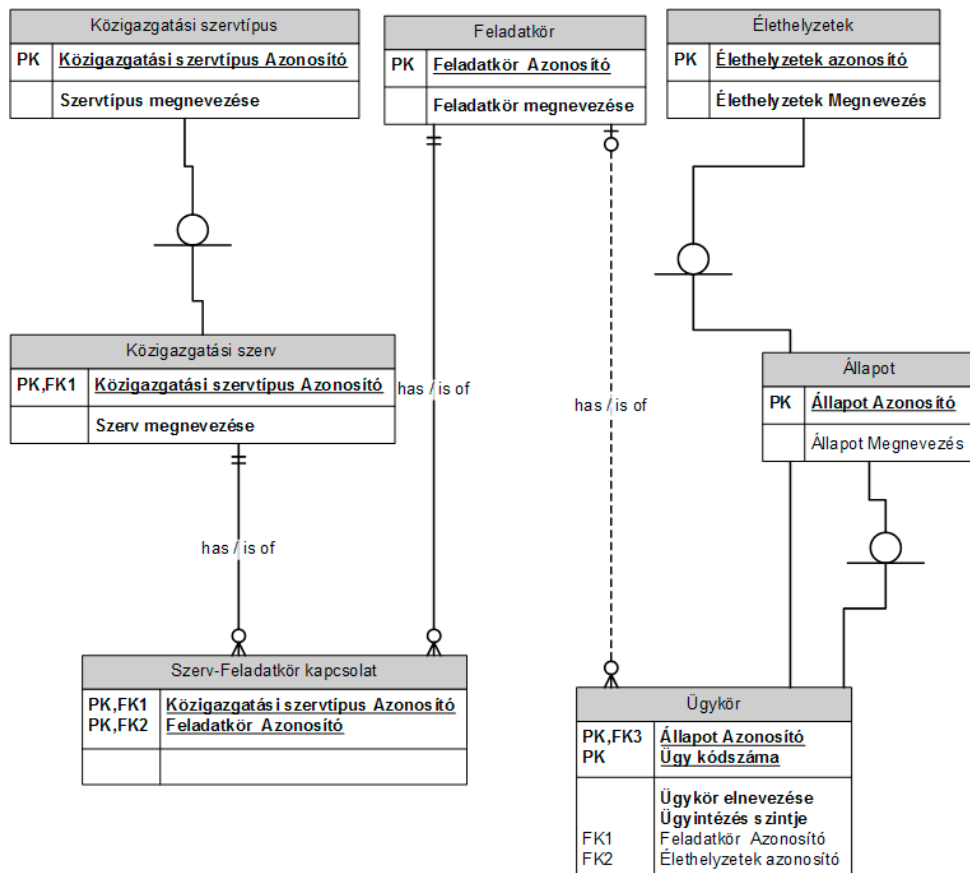 Közigazgatási szervtípus
PK Közigazgatási szervtípus Azonosító
Szervtípus megnevezése
Feladatkör
PK Feladatkör Azonosító
Feladatkör megnevezése
Élethelyzetek
PK Élethelyzetek azonosító
Élethelyzetek Megnevezés
Közigazgatási szerv
PK,FK1 Közigazgatási szervtípus Azonosító
Szerv megnevezése
has / is of
has / is of
has / is of
Állapot
PK Állapot Azonosító
Állapot Megnevezés
Szerv-Feladatkör kapcsolat
PK,FK1 Közigazgatási szervtípus Azonosító
PK,FK2 Feladatkör Azonosító
Ügykör
PK,FK3 Állapot Azonosító
PK Ügy kódszáma
Ügykör elnevezése
Ügyintézés szintje
FK1 Feladatkör Azonosító
FK2 Élethelyzetek azonosító